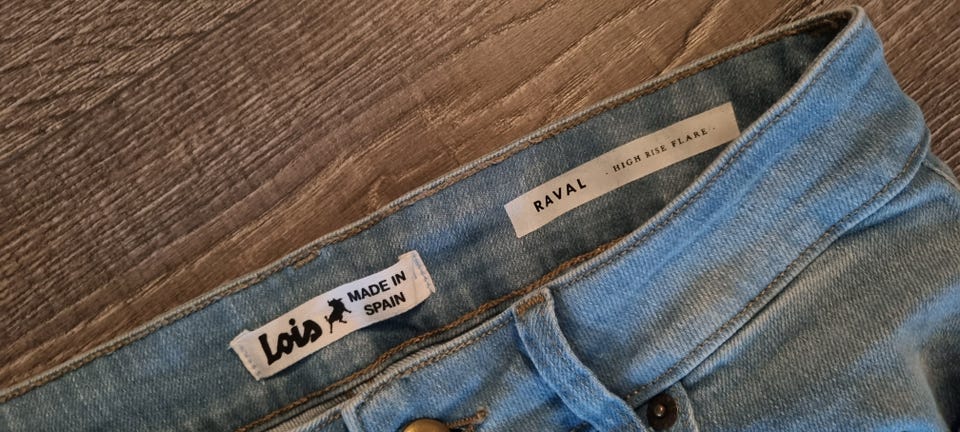 Lois MADE IN
SPAIN
RAVAL · HIGH RISE FLARE ·